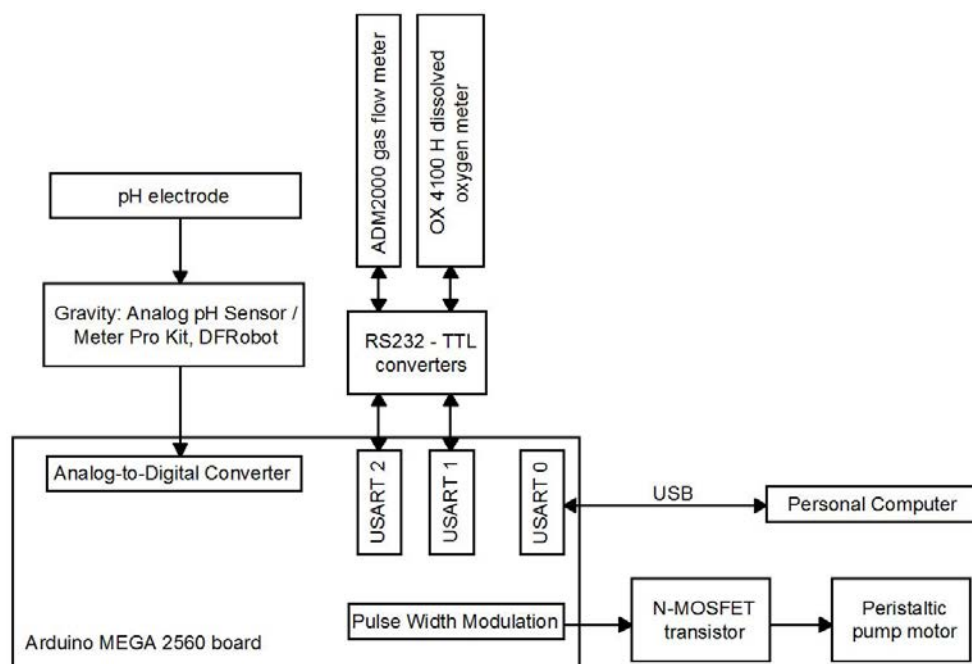 ADM2000 gas flow meter
OX 4100 H dissolved
oxygen meter
pH electrode
Gravity: Analog pH Sensor /
Meter Pro Kit, DFRobot
RS232 - TTL
converters
Analog-to-Digital Converter
USART 2
USART 1
USART 0
USB
Personal Computer
Pulse Width Modulation
N-MOSFET
transistor
Peristaltic
pump motor
Arduino MEGA 2560 board